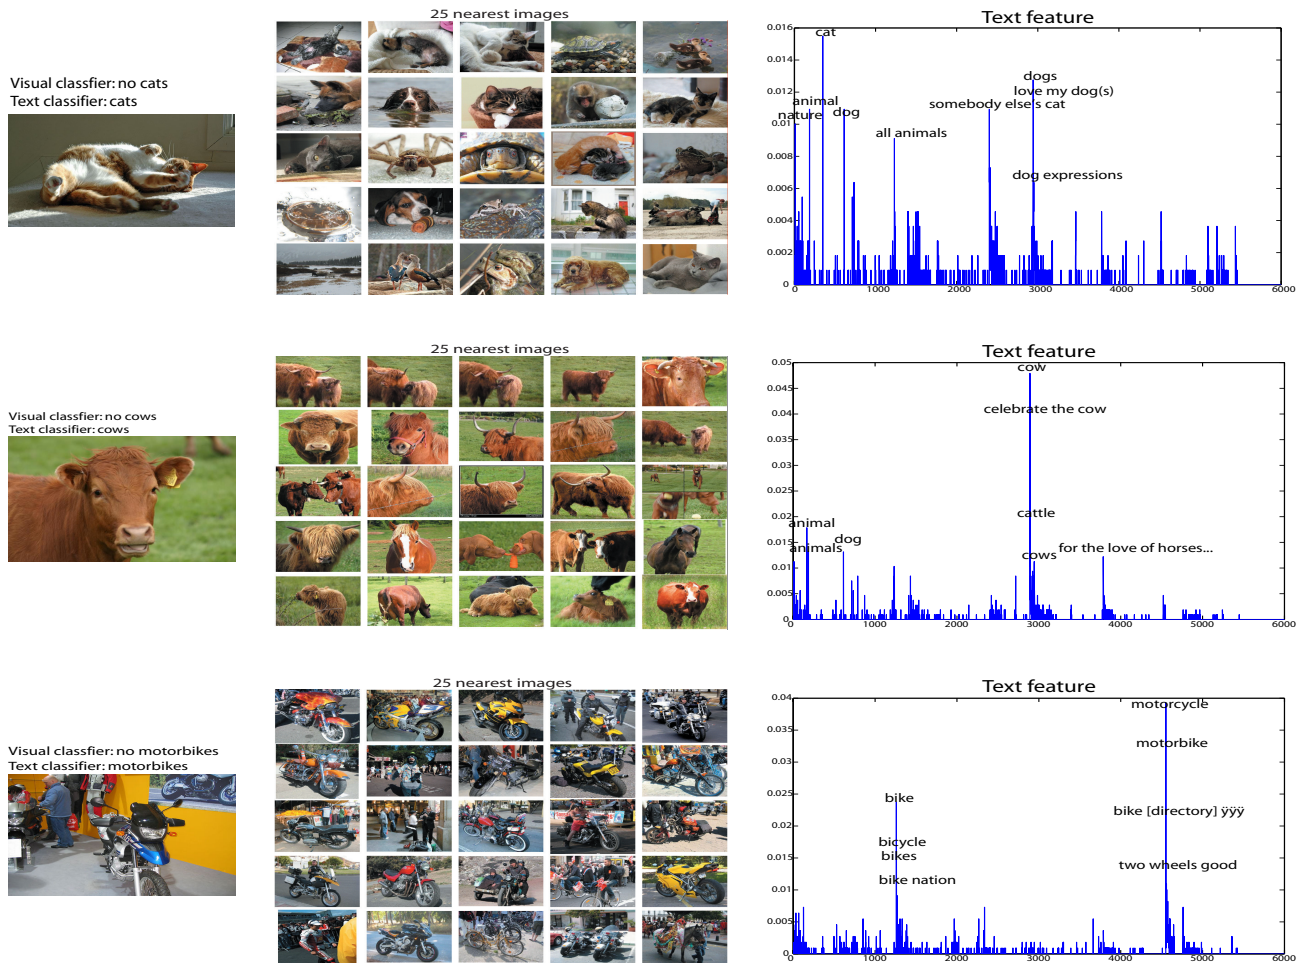 Visual classfier: no cats
Text classifier: cats
25 nearest images
Text feature
0.016
0.014
0.012
0.01
0.008
0.006
0.004
0.002
0
cat
animal
nature
dog
all animals
somebody else's cat
dogs
love my dog(s)
dog expressions
0
1000
2000
3000
4000
5000
6000
Visual classfier: no cows
Text classifier: cows
25 nearest images
Text feature
0.05
0.045
0.04
0.035
0.03
0.025
0.02
0.015
0.01
0.005
0
cow
celebrate the cow
cattle
cows
animal
animals
dog
for the love of horses...
0
1000
2000
3000
4000
5000
6000
Visual classfier: no motorbikes
Text classifier: motorbikes
25 nearest images
Text feature
0.04
0.035
0.03
0.025
0.02
0.015
0.01
0.005
0
motorcycle
motorbike
bike [directory] ÿÿÿ
two wheels good
bike
bicycle
bikes
bike nation
0
1000
2000
3000
4000
5000
6000